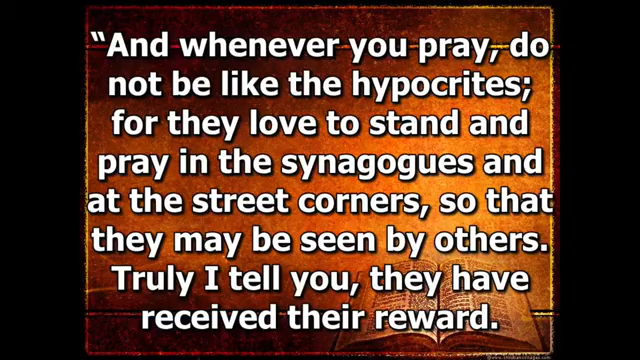 “And whenever you pray, do
not be like the hypocrites;
for they love to stand and
pray in the synagogues and
at the street corners, so that
they may be seen by others.
Truly I tell you, they have
received their reward.